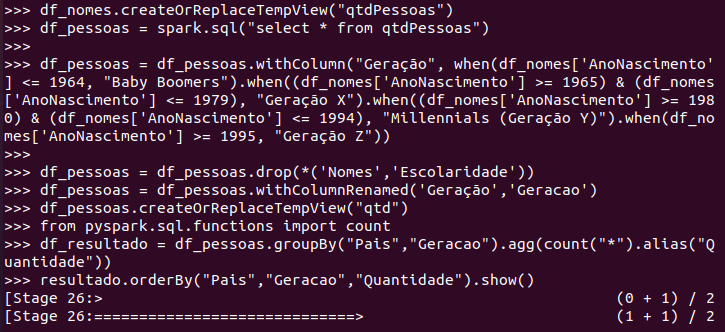 >>> df_nomes.createOrReplaceTempView("qtdPessoas")
>>> df_pessoas = spark.sql("select * from qtdPessoas")
>>>
>>> df_pessoas = df_pessoas.withColumn("Geração", when(df_nomes['AnoNascimento'
] <= 1964, "Baby Boomers").when((df_nomes['AnoNascimento'] >= 1965) & (df_nomes
['AnoNascimento'] <= 1979), "Geração X").when((df_nomes['AnoNascimento'] >= 198
0) & (df_nomes['AnoNascimento'] <= 1994), "Millennials (Geração Y)").when(df_no
mes['AnoNascimento'] >= 1995, "Geração Z"))
>>>
>>> df_pessoas = df_pessoas.drop(*('Nomes','Escolaridade'))
>>> df_pessoas = df_pessoas.withColumnRenamed('Geração','Geracao')
>>> df_pessoas.createOrReplaceTempView("qtd")
>>> from pyspark.sql.functions import count
>>> df_resultado = df_pessoas.groupBy("Pais","Geracao").agg(count("*").alias("Q
uantidade"))
>>> resultado.orderBy("Pais","Geracao","Quantidade").show()
[Stage 26:> (0 + 1) / 2
[Stage 26:=============================> (1 + 1) / 2